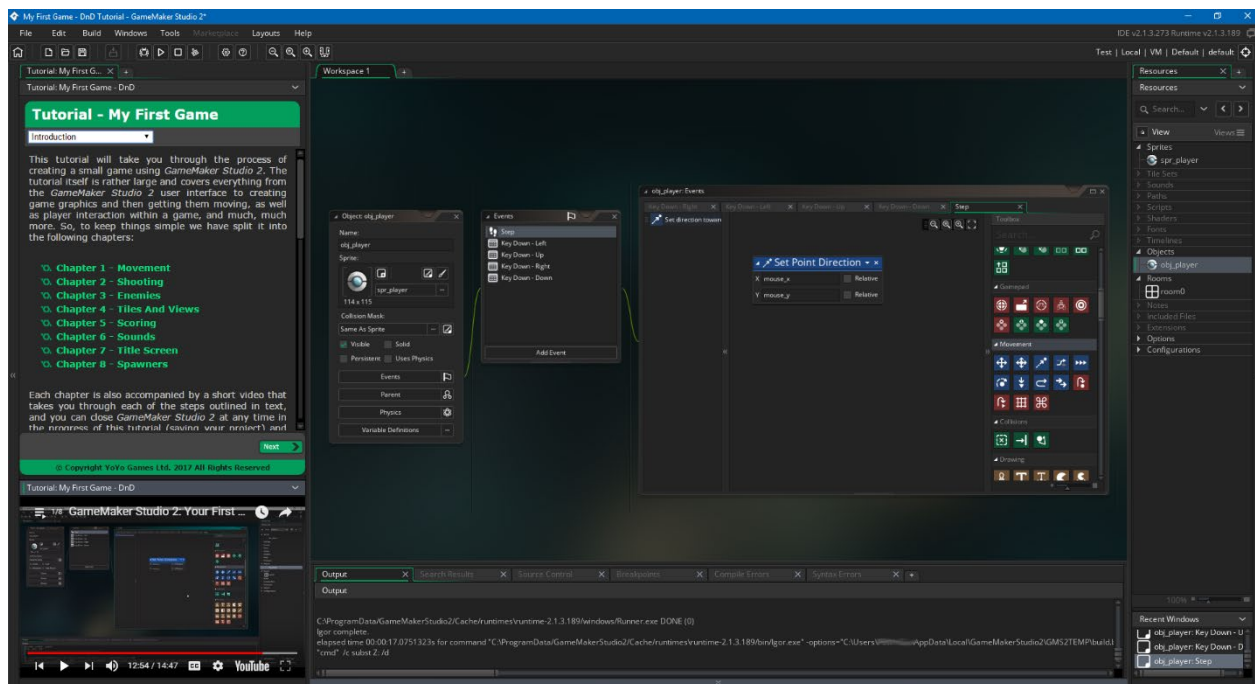 My First Game - DnD Tutorial - GameMaker Studio 2*
File Edit Build Windows Tools Marketplace Layouts Help
IDE v2.1.3.273 Runtime v2.1.3.189
Test | Local | VM | Default | default
Tutorial: My First G...
Tutorial: My First Game - DnD
Tutorial - My First Game
Introduction
This tutorial will take you through the process of
creating a small game using GameMaker Studio 2. The
tutorial itself is rather large and covers everything from
the GameMaker Studio 2 user interface to creating
game graphics and then getting them moving, as well
as player interaction within a game, and much, much
more. So, to keep things simple we have split it into
the following chapters:
Chapter 1 - Movement
Chapter 2 - Shooting
Chapter 3 - Enemies
Chapter 4 - Tiles And Views
Chapter 5 - Scoring
Chapter 6 - Sounds
Chapter 7 - Title Screen
Chapter 8 - Spawners
Each chapter is also accompanied by a short video that
takes you through each of the steps outlined in text,
and you can close GameMaker Studio 2 at any time in
the progress of this tutorial (saving your project) and
Next
© Copyright YoYo Games Ltd. 2017 All Rights Reserved
Tutorial: My First Game - DnD
1/8 GameMaker Studio 2: Your First ...
12:54 / 14:47 CC YouTube
Workspace 1
Object: obj_player
Name:
obj_player
Sprite:
spr_player
114 x 115
Collision Mask:
Same As Sprite
Visible Solid
Persistent Uses Physics
Events
Parent
Physics
Variable Definitions
Events
Step
Key Down - Left
Key Down - Up
Key Down - Right
Key Down - Down
Add Event
obj_player: Events
Key Down - Right Key Down - Left Key Down - Up Key Down - Down Step
Set direction towar
Set Point Direction
X mouse_x Relative
Y mouse_y Relative
Toolbox
Search...
Gamepad
Movement
Collisions
Drawing
Output Search Results Source Control Breakpoints Compile Errors Syntax Errors
Output
C:\ProgramData/GameMakerStudio2/Cache/runtimes\runtime-2.1.3.189/windows/Runner.exe DONE (0)
Igor complete.
elapsed time 00:00:17.0751323s for command "C:\ProgramData/GameMakerStudio2/Cache/runtimes\runtime-2.1.3.189/bin/Igor.exe" -options="C:\Users\ AppData\Local\GameMakerStudio2\GMS2TEMP\build.
"cmd" /c subst Z: /d
Resources
Resources
Search...
View Views
Sprites
spr_player
Tile Sets
Sounds
Paths
Scripts
Shaders
Fonts
Timelines
Objects
obj_player
Rooms
room0
Notes
Included Files
Extensions
Options
Configurations
100%
Recent Windows
obj_player: Key Down - U
obj_player: Key Down - D
obj_player: Step